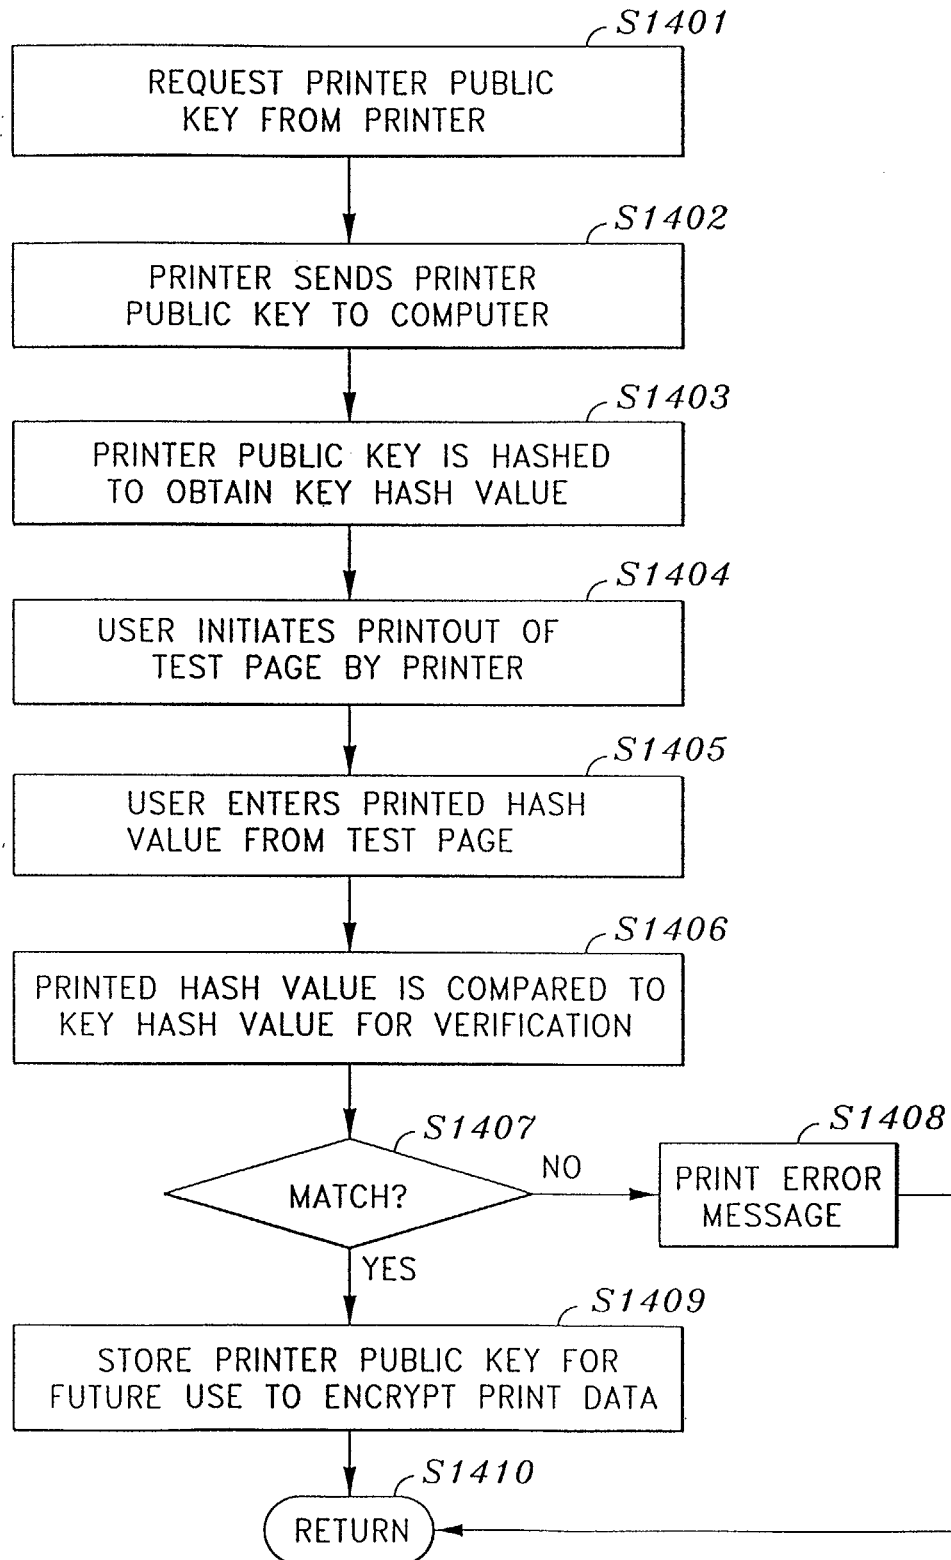 S1401
REQUEST PRINTER PUBLIC
KEY FROM PRINTER
S1402
PRINTER SENDS PRINTER
PUBLIC KEY TO COMPUTER
S1403
PRINTER PUBLIC KEY IS HASHED
TO OBTAIN KEY HASH VALUE
S1404
USER INITIATES PRINTOUT OF
TEST PAGE BY PRINTER
S1405
USER ENTERS PRINTED HASH
VALUE FROM TEST PAGE
S1406
PRINTED HASH VALUE IS COMPARED TO
KEY HASH VALUE FOR VERIFICATION
S1407
MATCH?
NO
S1408
PRINT ERROR
MESSAGE
YES
S1409
STORE PRINTER PUBLIC KEY FOR
FUTURE USE TO ENCRYPT PRINT DATA
S1410
RETURN